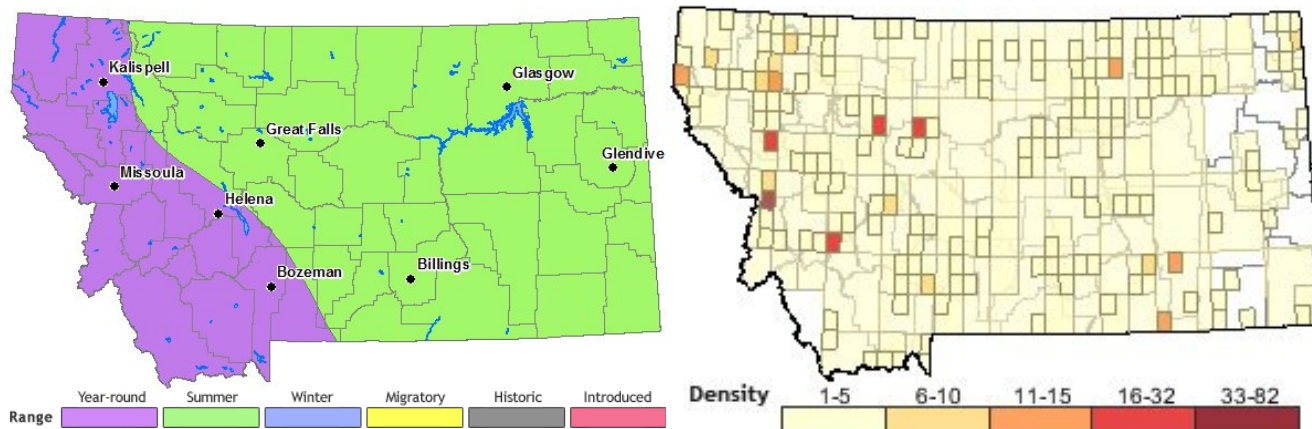 Kalispell
Glasgow
Great Falls
Glendive
Missoula
Helena
Bozeman
Billings
Year-round Summer Winter Migratory Historic Introduced
Range
Density 1-5 6-10 11-15 16-32 33-82